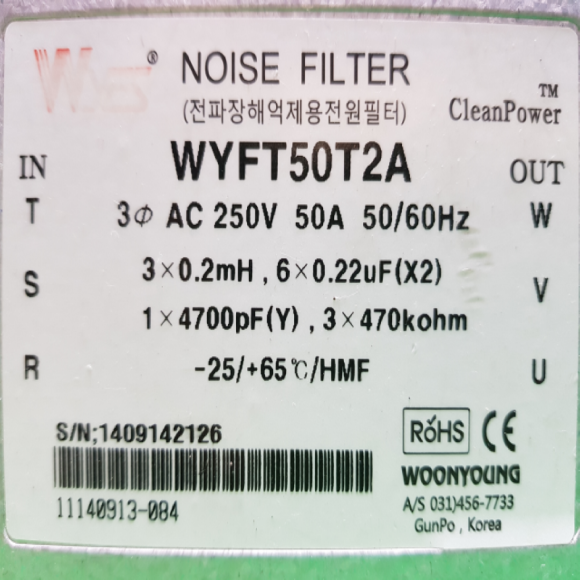 WYES® NOISE FILTER
(전파장해억제용전원필터) CleanPower™
IN WYFT50T2A OUT
T 3Φ AC 250V 50A 50/60Hz W
S 3×0.2mH , 6×0.22uF(X2) V
1×4700pF(Y) , 3×470kohm
R -25/+65℃/HMF U
S/N;1409142126 RoHS CE
11140913-084
WOONYOUNG
A/S 031)456-7733
GunPo , Korea